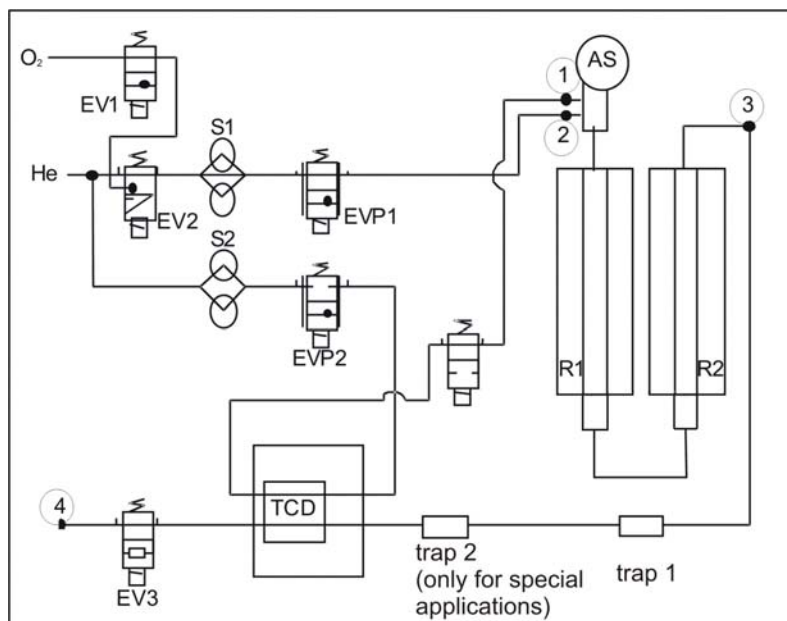 AS
1
3
O₂
2
EV1
S1
He
EV2
EVP1
S2
EVP2
R1
R2
4
TCD
trap 2
(only for special
applications)
trap 1
EV3